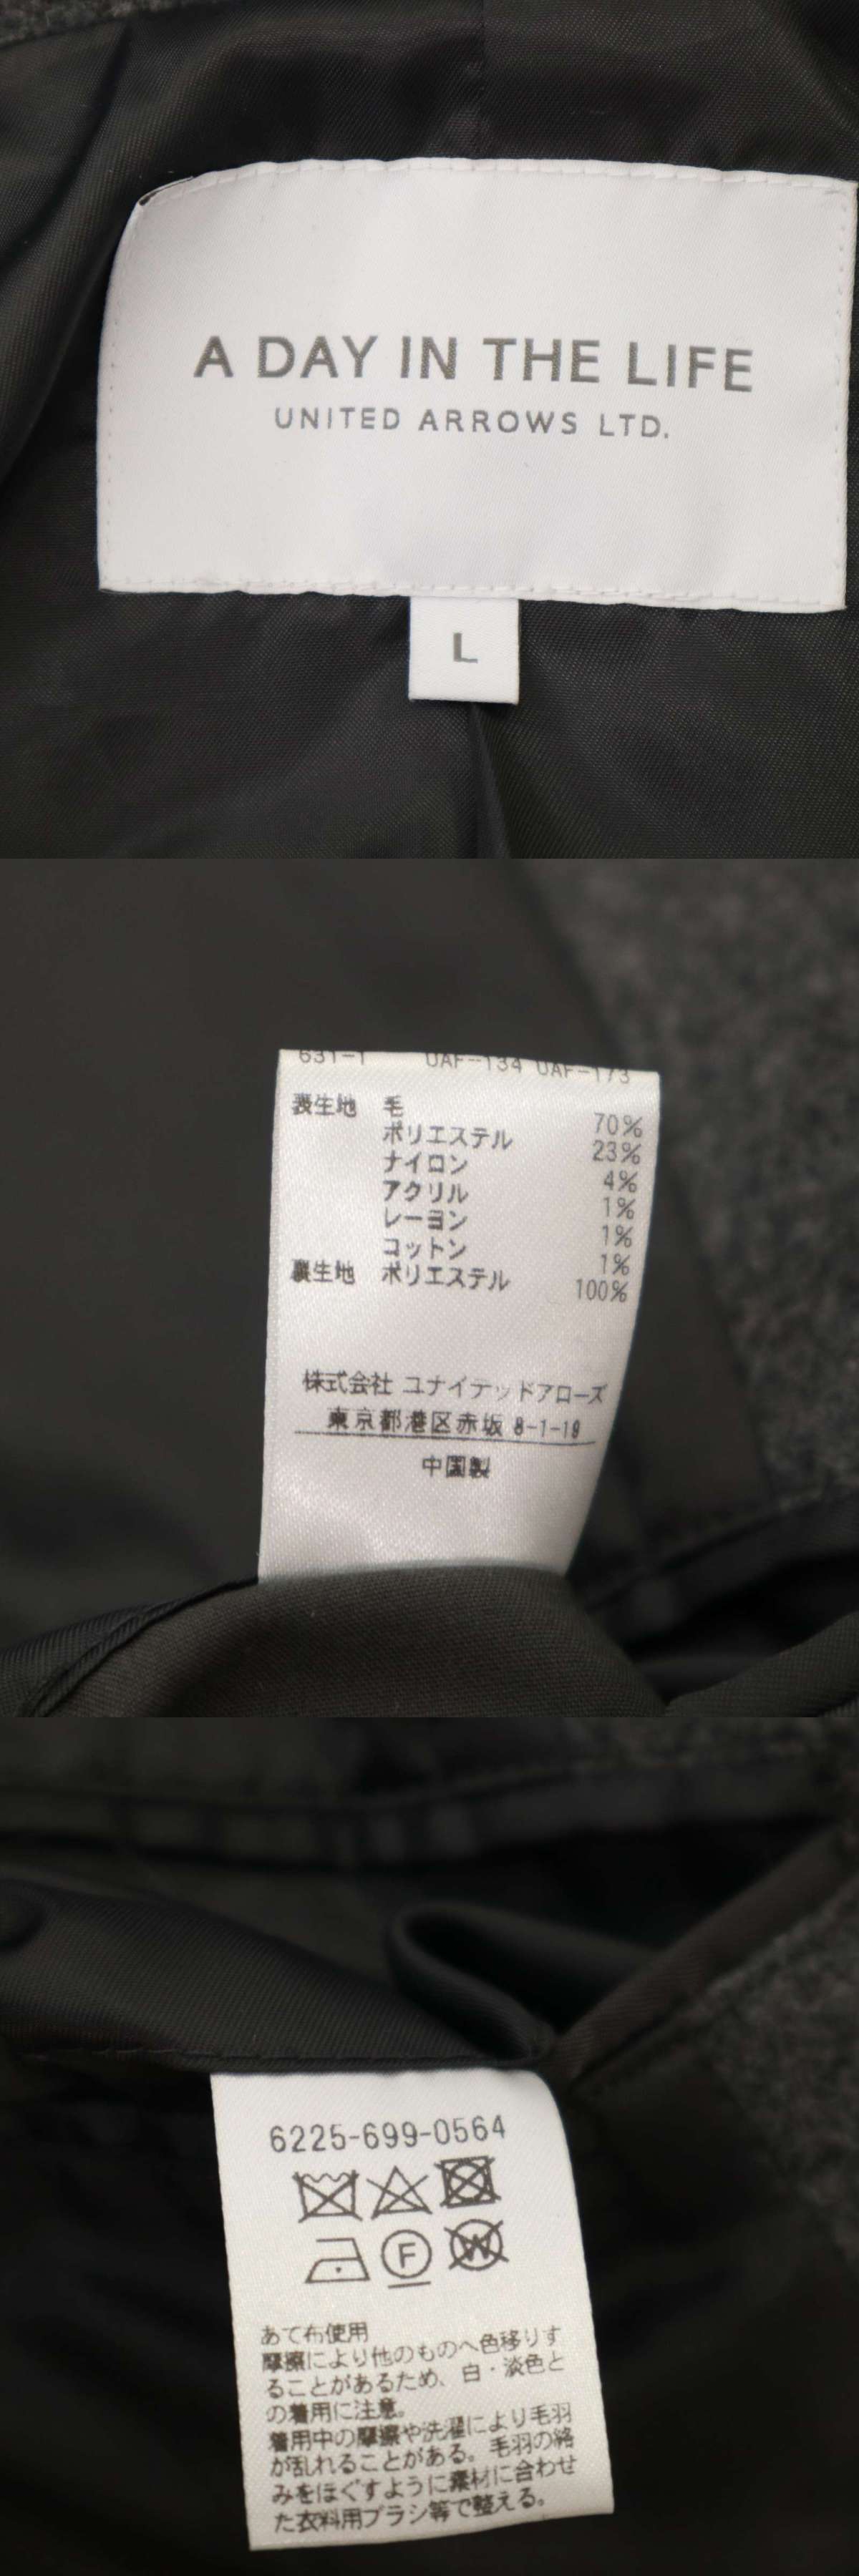 A DAY IN THE LIFE
UNITED ARROWS LTD.
L
631-1 UAF-134 UAF-173
表生地 毛 70%
ポリエステル 23%
ナイロン 4%
アクリル 1%
レーヨン 1%
コットン 1%
裏生地 ポリエステル 100%
株式会社 ユナイテッドアローズ
東京都港区赤坂 8-1-19
中国製
6225-699-0564
F
W
あて布使用
摩擦により他のものへ色移りす
ることがあるため、白・淡色と
の着用に注意。
着用中の摩擦や洗濯により毛羽
が乱れることがある。毛羽の絡
みをほぐすように素材に合わせ
た衣料用ブラシ等で整える。